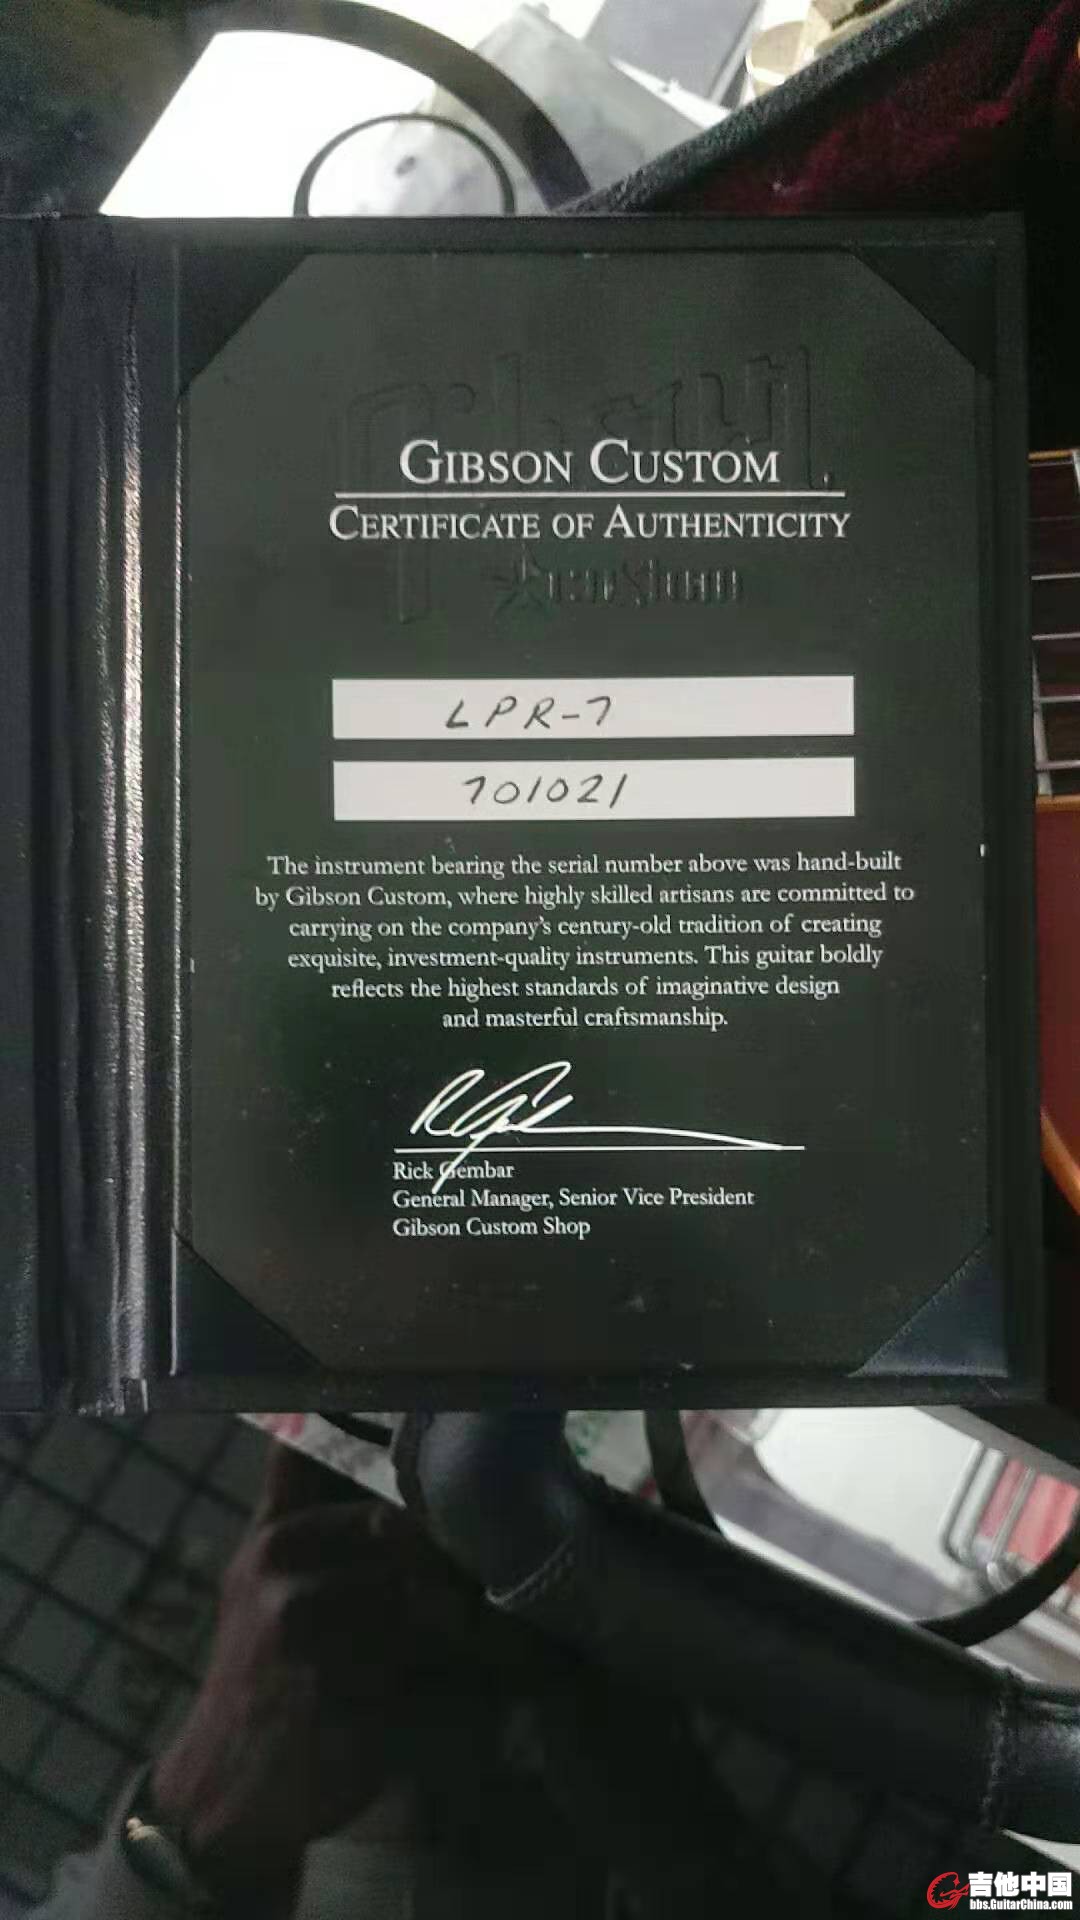 Gibson
GIBSON CUSTOM
CERTIFICATE OF AUTHENTICITY
Custom
LPR-7
701021
The instrument bearing the serial number above was hand-built
by Gibson Custom, where highly skilled artisans are committed to
carrying on the company's century-old tradition of creating
exquisite, investment-quality instruments. This guitar boldly
reflects the highest standards of imaginative design
and masterful craftsmanship.
Rick Gembar
General Manager, Senior Vice President
Gibson Custom Shop
吉他中国
bbs.GuitarChina.com